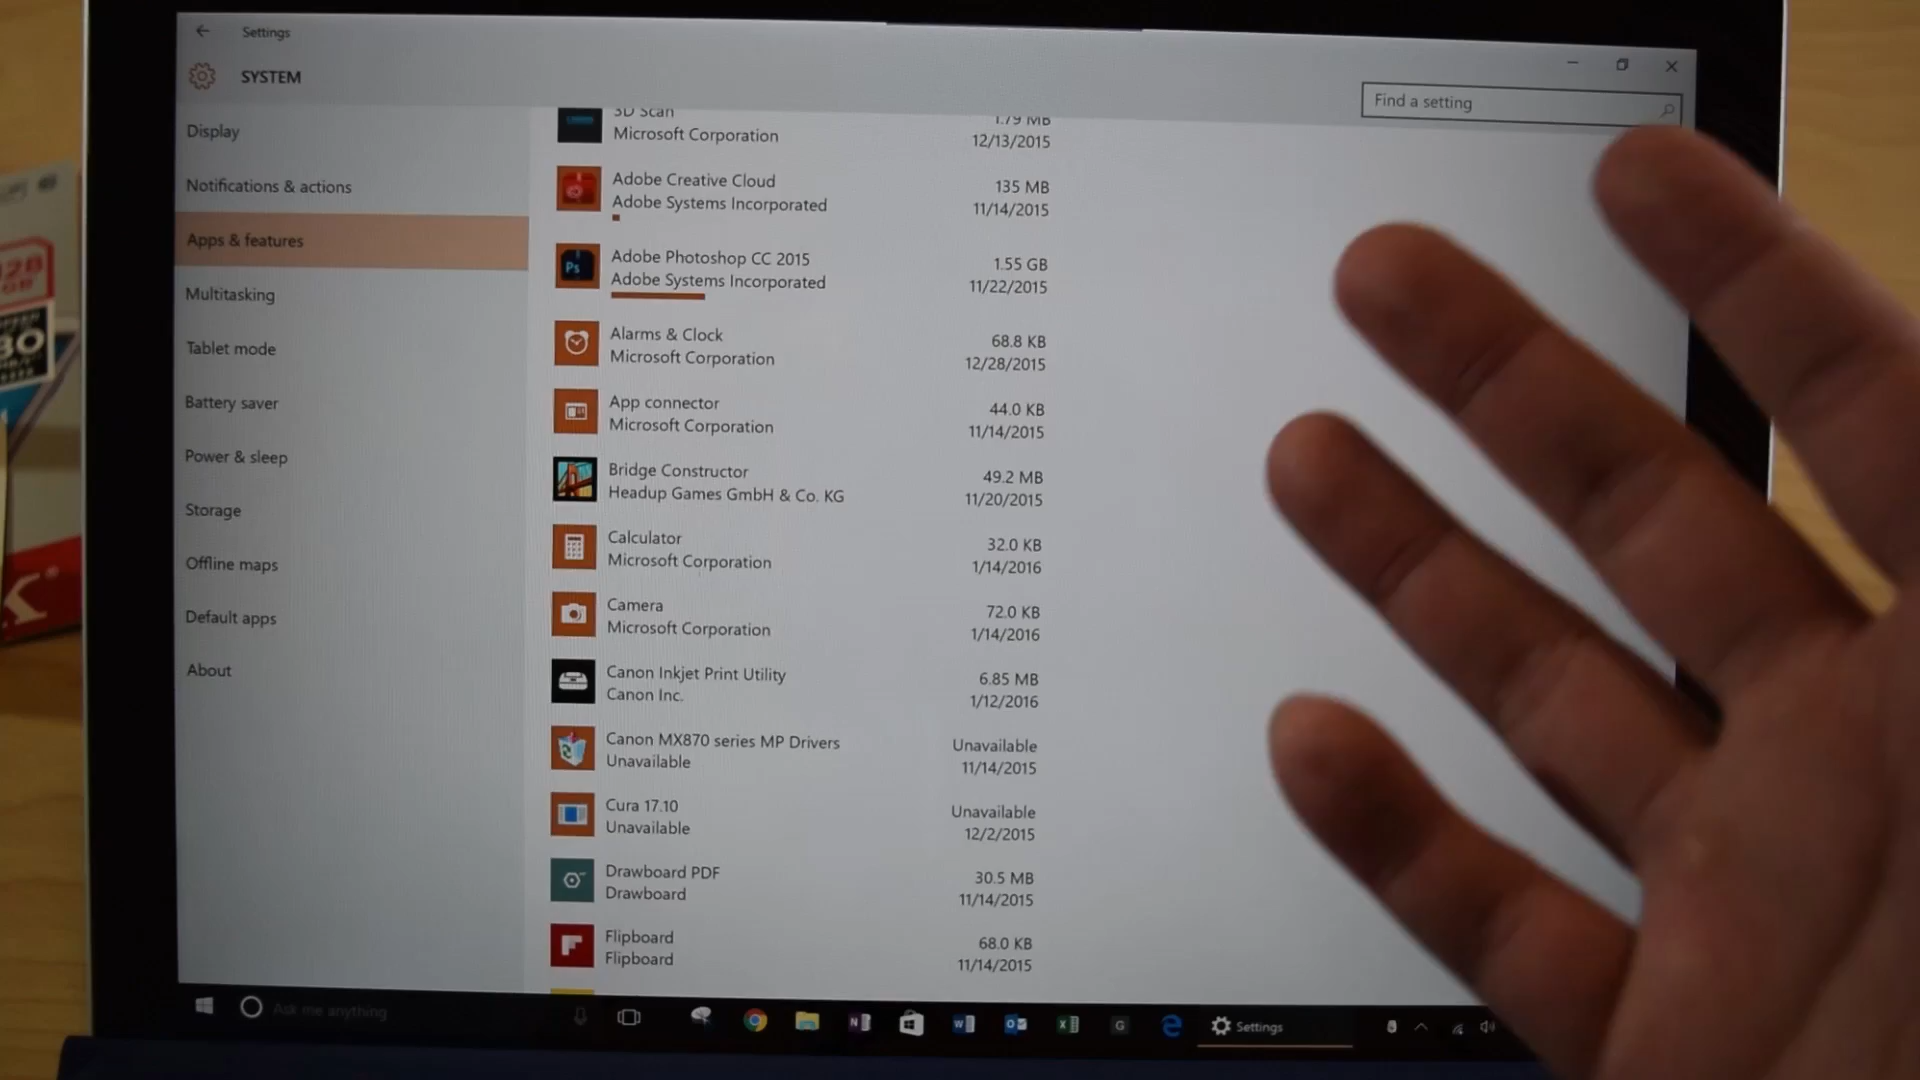 Settings
SYSTEM
Find a setting
Display
Notifications & actions
Apps & features
Multitasking
Tablet mode
Battery saver
Power & sleep
Storage
Offline maps
Default apps
About
3D Scan 1.79 MB
Microsoft Corporation 12/13/2015
Adobe Creative Cloud 135 MB
Adobe Systems Incorporated 11/14/2015
Ps
Adobe Photoshop CC 2015 1.55 GB
Adobe Systems Incorporated 11/22/2015
Alarms & Clock 68.8 KB
Microsoft Corporation 12/28/2015
App connector 44.0 KB
Microsoft Corporation 11/14/2015
Bridge Constructor 49.2 MB
Headup Games GmbH & Co. KG 11/20/2015
Calculator 32.0 KB
Microsoft Corporation 1/14/2016
Camera 72.0 KB
Microsoft Corporation 1/14/2016
Canon Inkjet Print Utility 6.85 MB
Canon Inc. 1/12/2016
Canon MX870 series MP Drivers Unavailable
Unavailable 11/14/2015
Cura 17.10 Unavailable
Unavailable 12/2/2015
Drawboard PDF 30.5 MB
Drawboard 11/14/2015
Flipboard 68.0 KB
Flipboard 11/14/2015
Ask me anything
Settings